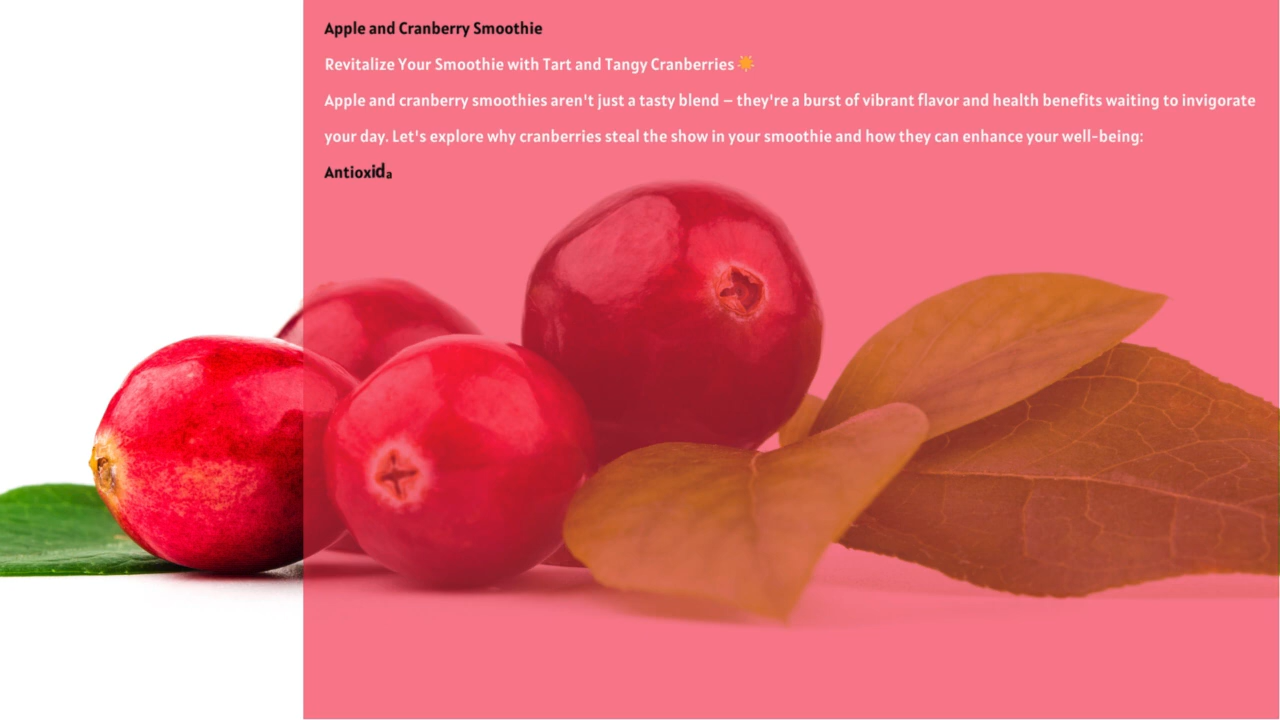 Apple and Cranberry Smoothie
Revitalize Your Smoothie with Tart and Tangy Cranberries☀️
Apple and cranberry smoothies aren't just a tasty blend – they're a burst of vibrant flavor and health benefits waiting to invigorate
your day. Let's explore why cranberries steal the show in your smoothie and how they can enhance your well-being:
Antioxida